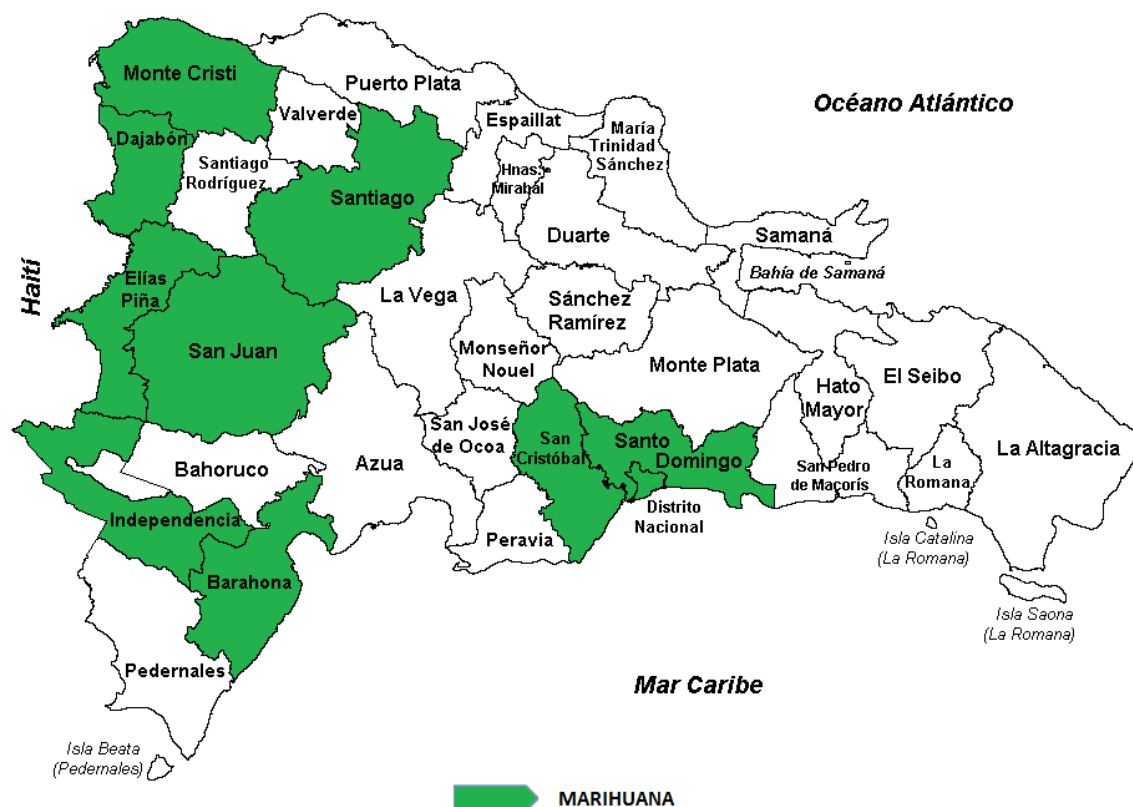 Monte Cristi
Puerto Plata
Océano Atlántico
Valverde
Espaillat
María
Trinidad
Sánchez
Dajabón
Santiago
Rodríguez
Hnas.
Mirabal
Santiago
Duarte
Samaná
Bahía de Samaná
Haití
Elías
Piña
La Vega
Sánchez
Ramírez
San Juan
Monseñor
Nouel
Monte Plata
El Seibo
Hato
Mayor
San José
de Ocoa
San
Cristóbal
Santo
Domingo
La Altagracia
Bahoruco
Azua
San Pedro
de Macorís
La
Romana
Distrito
Nacional
Independencia
Peravia
Isla Catalina
(La Romana)
Barahona
Isla Saona
(La Romana)
Pedernales
Mar Caribe
Isla Beata
(Pedernales)
MARIHUANA